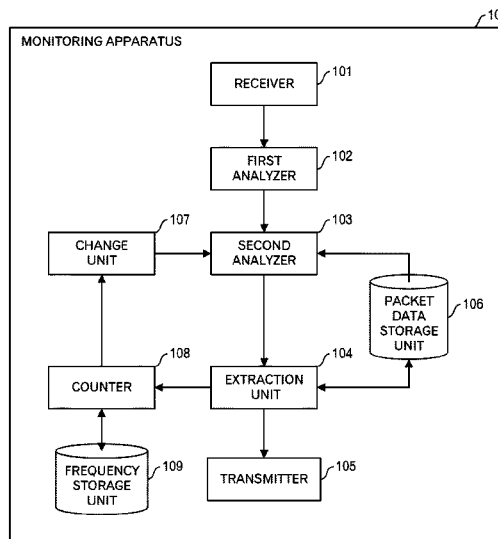 10
MONITORING APPARATUS
101
RECEIVER
102
FIRST
ANALYZER
107
103
CHANGE
UNIT
SECOND
ANALYZER
PACKET
DATA
STORAGE
UNIT
106
108
104
COUNTER
EXTRACTION
UNIT
109
FREQUENCY
STORAGE
UNIT
105
TRANSMITTER